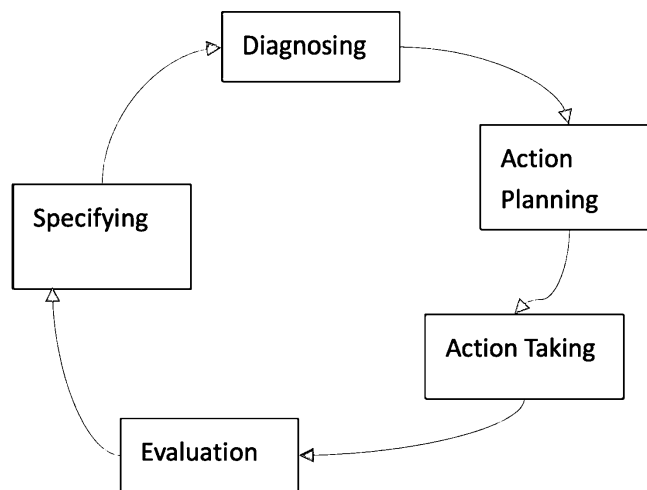 Diagnosing
Action
Planning
Specifying
Action Taking
Evaluation